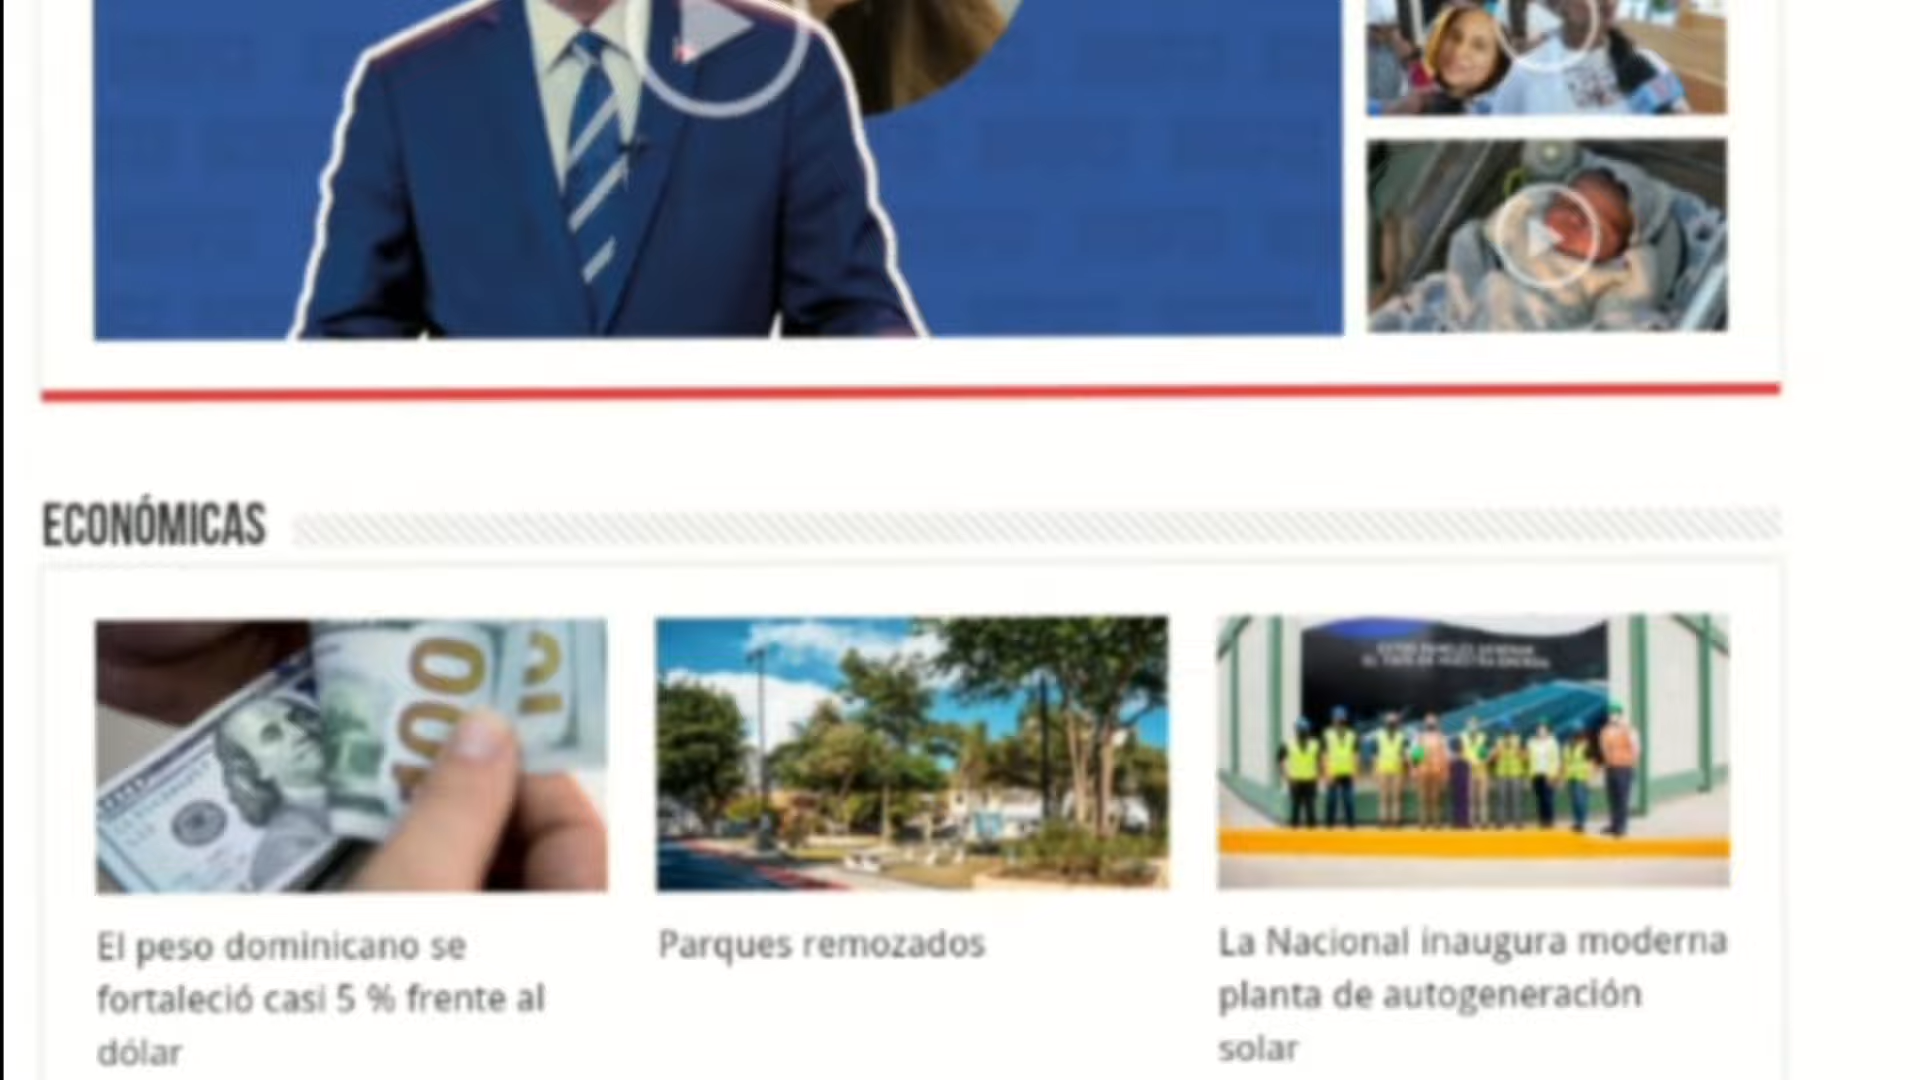 ECONÓMICAS
100
El peso dominicano se
fortaleció casi 5 % frente al
dólar
Parques remozados
La Nacional inaugura moderna
planta de autogeneración
solar